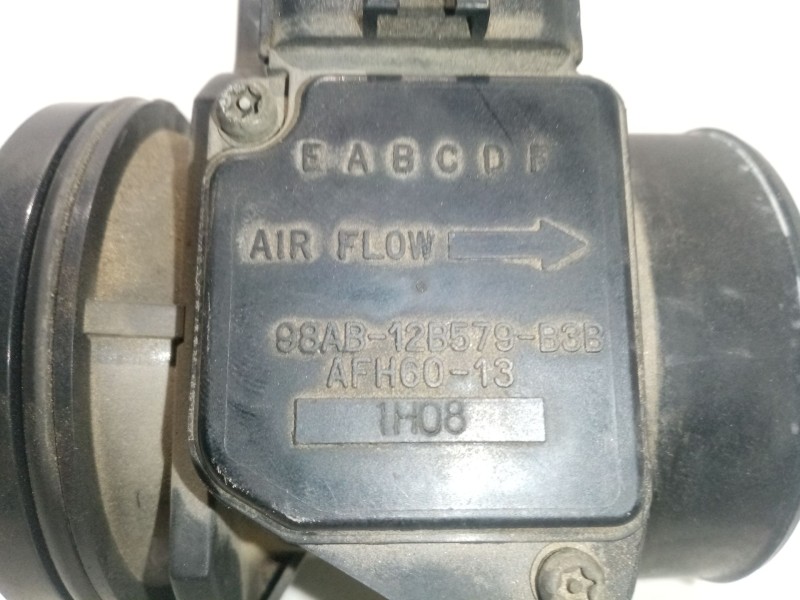 E A B C D F
AIR FLOW
98AB-12B579-B3B
AFH60-13
1H08